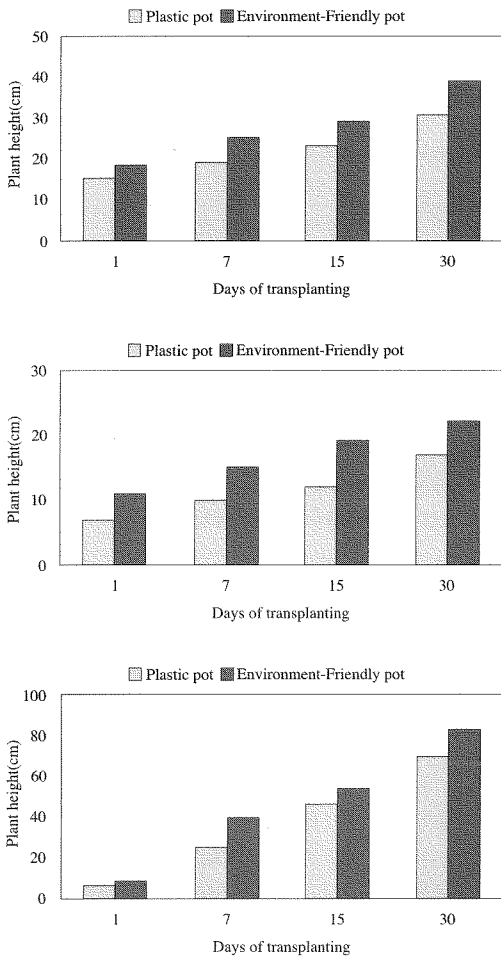 Plastic pot Environment-Friendly pot
50
40
30
20
10
0
Plant height(cm)
1 7 15 30
Days of transplanting
Plastic pot Environment-Friendly pot
30
20
10
0
Plant height(cm)
1 7 15 30
Days of transplanting
Plastic pot Environment-Friendly pot
100
80
60
40
20
0
Plant height(cm)
1 7 15 30
Days of transplanting